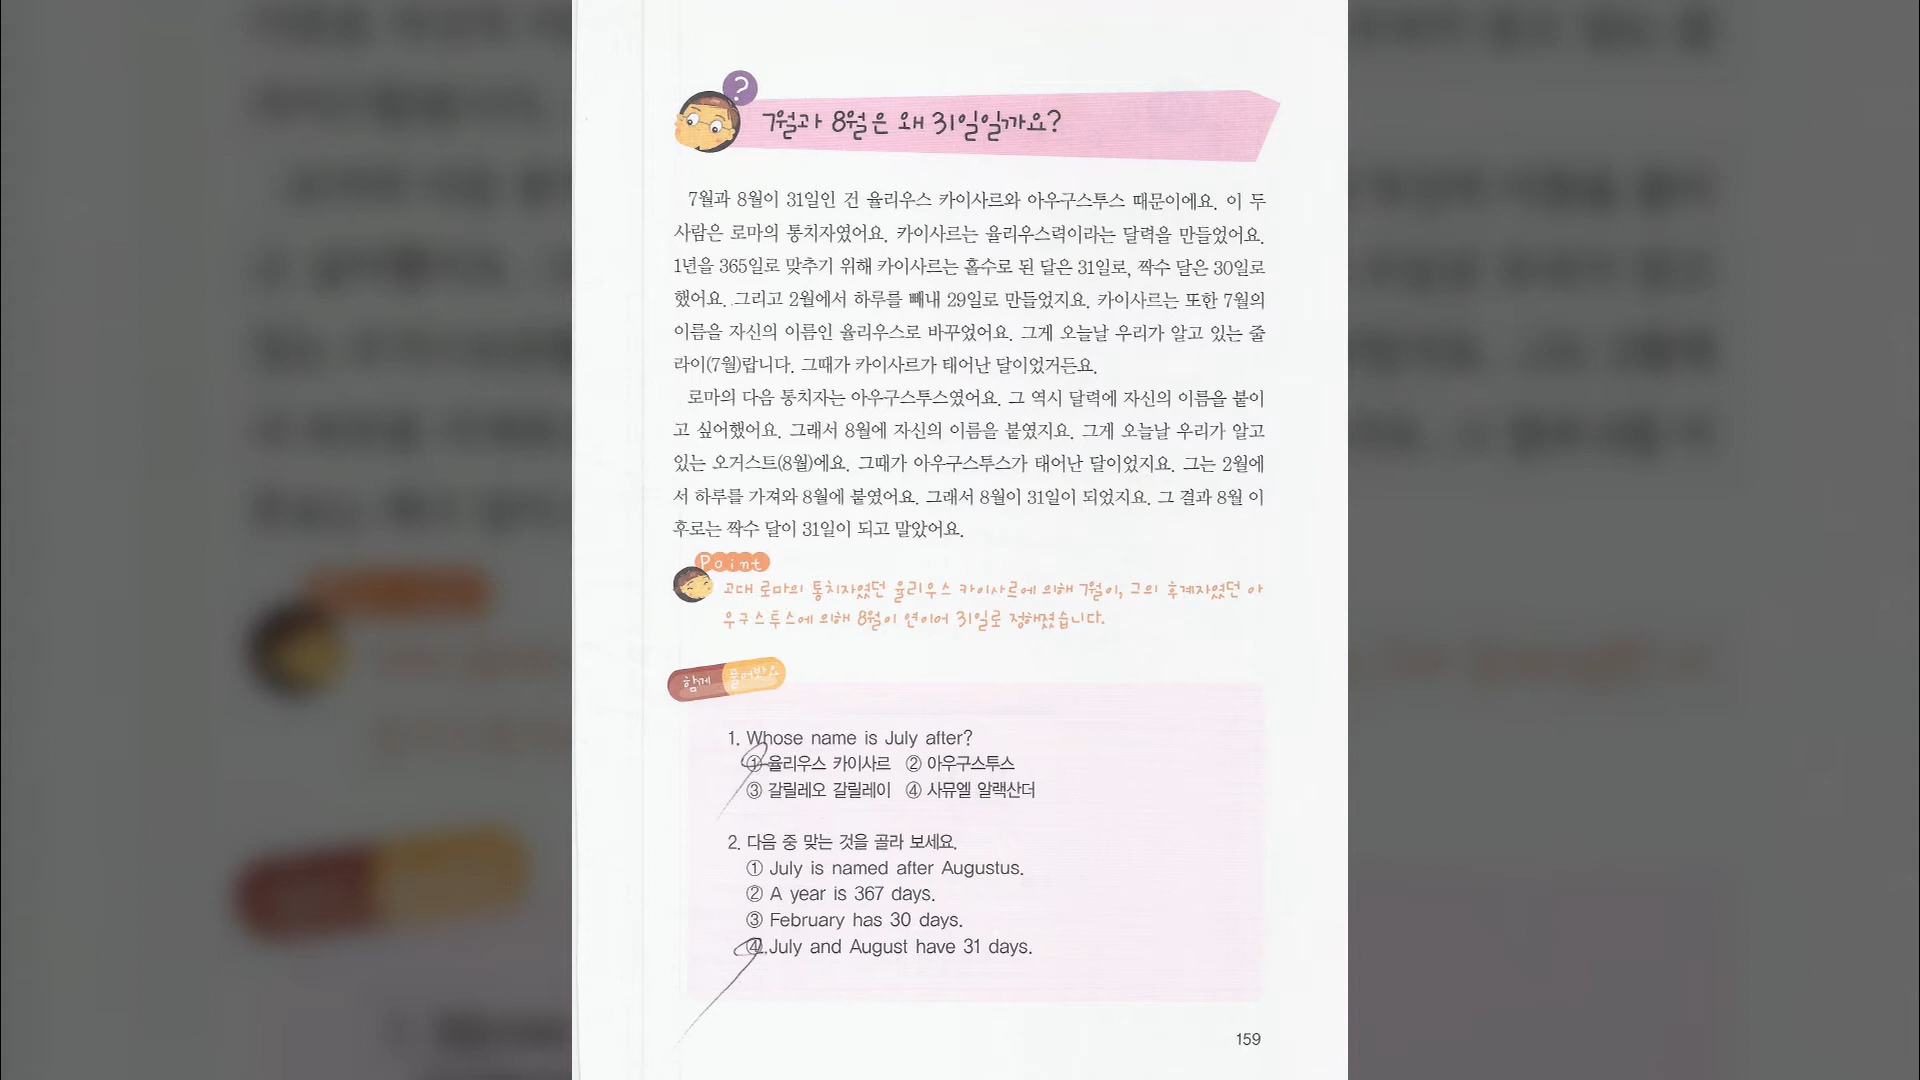 ?
7월과 8월은 왜 31일일까요?
7월과 8월이 31일인 건 율리우스 카이사르와 아우구스투스 때문이에요. 이 두
사람은 로마의 통치자였어요. 카이사르는 율리우스력이라는 달력을 만들었어요.
1년을 365일로 맞추기 위해 카이사르는 홀수로 된 달은 31일로, 짝수 달은 30일로
했어요. 그리고 2월에서 하루를 빼내 29일로 만들었지요. 카이사르는 또한 7월의
이름을 자신의 이름인 율리우스로 바꾸었어요. 그게 오늘날 우리가 알고 있는 줄
라이(7월)랍니다. 그때가 카이사르가 태어난 달이었거든요.
로마의 다음 통치자는 아우구스투스였어요. 그 역시 달력에 자신의 이름을 붙이
고 싶어했어요. 그래서 8월에 자신의 이름을 붙였지요. 그게 오늘날 우리가 알고
있는 오거스트(8월)에요. 그때가 아우구스투스가 태어난 달이었지요. 그는 2월에
서 하루를 가져와 8월에 붙였어요. 그래서 8월이 31일이 되었지요. 그 결과 8월 이
후로는 짝수 달이 31일이 되고 말았어요.
Point
고대 로마의 통치자였던 율리우스 카이사르에 의해 7월이, 그의 후계자였던 아
우구스투스에 의해 8월이 연이어 31일로 정해졌습니다.
함께 풀어봐요
1. Whose name is July after?
① 율리우스 카이사르 ② 아우구스투스
③ 갈릴레오 갈릴레이 ④ 사뮤엘 알랙산더
2. 다음 중 맞는 것을 골라 보세요.
① July is named after Augustus.
② A year is 367 days.
③ February has 30 days.
④ July and August have 31 days.
159